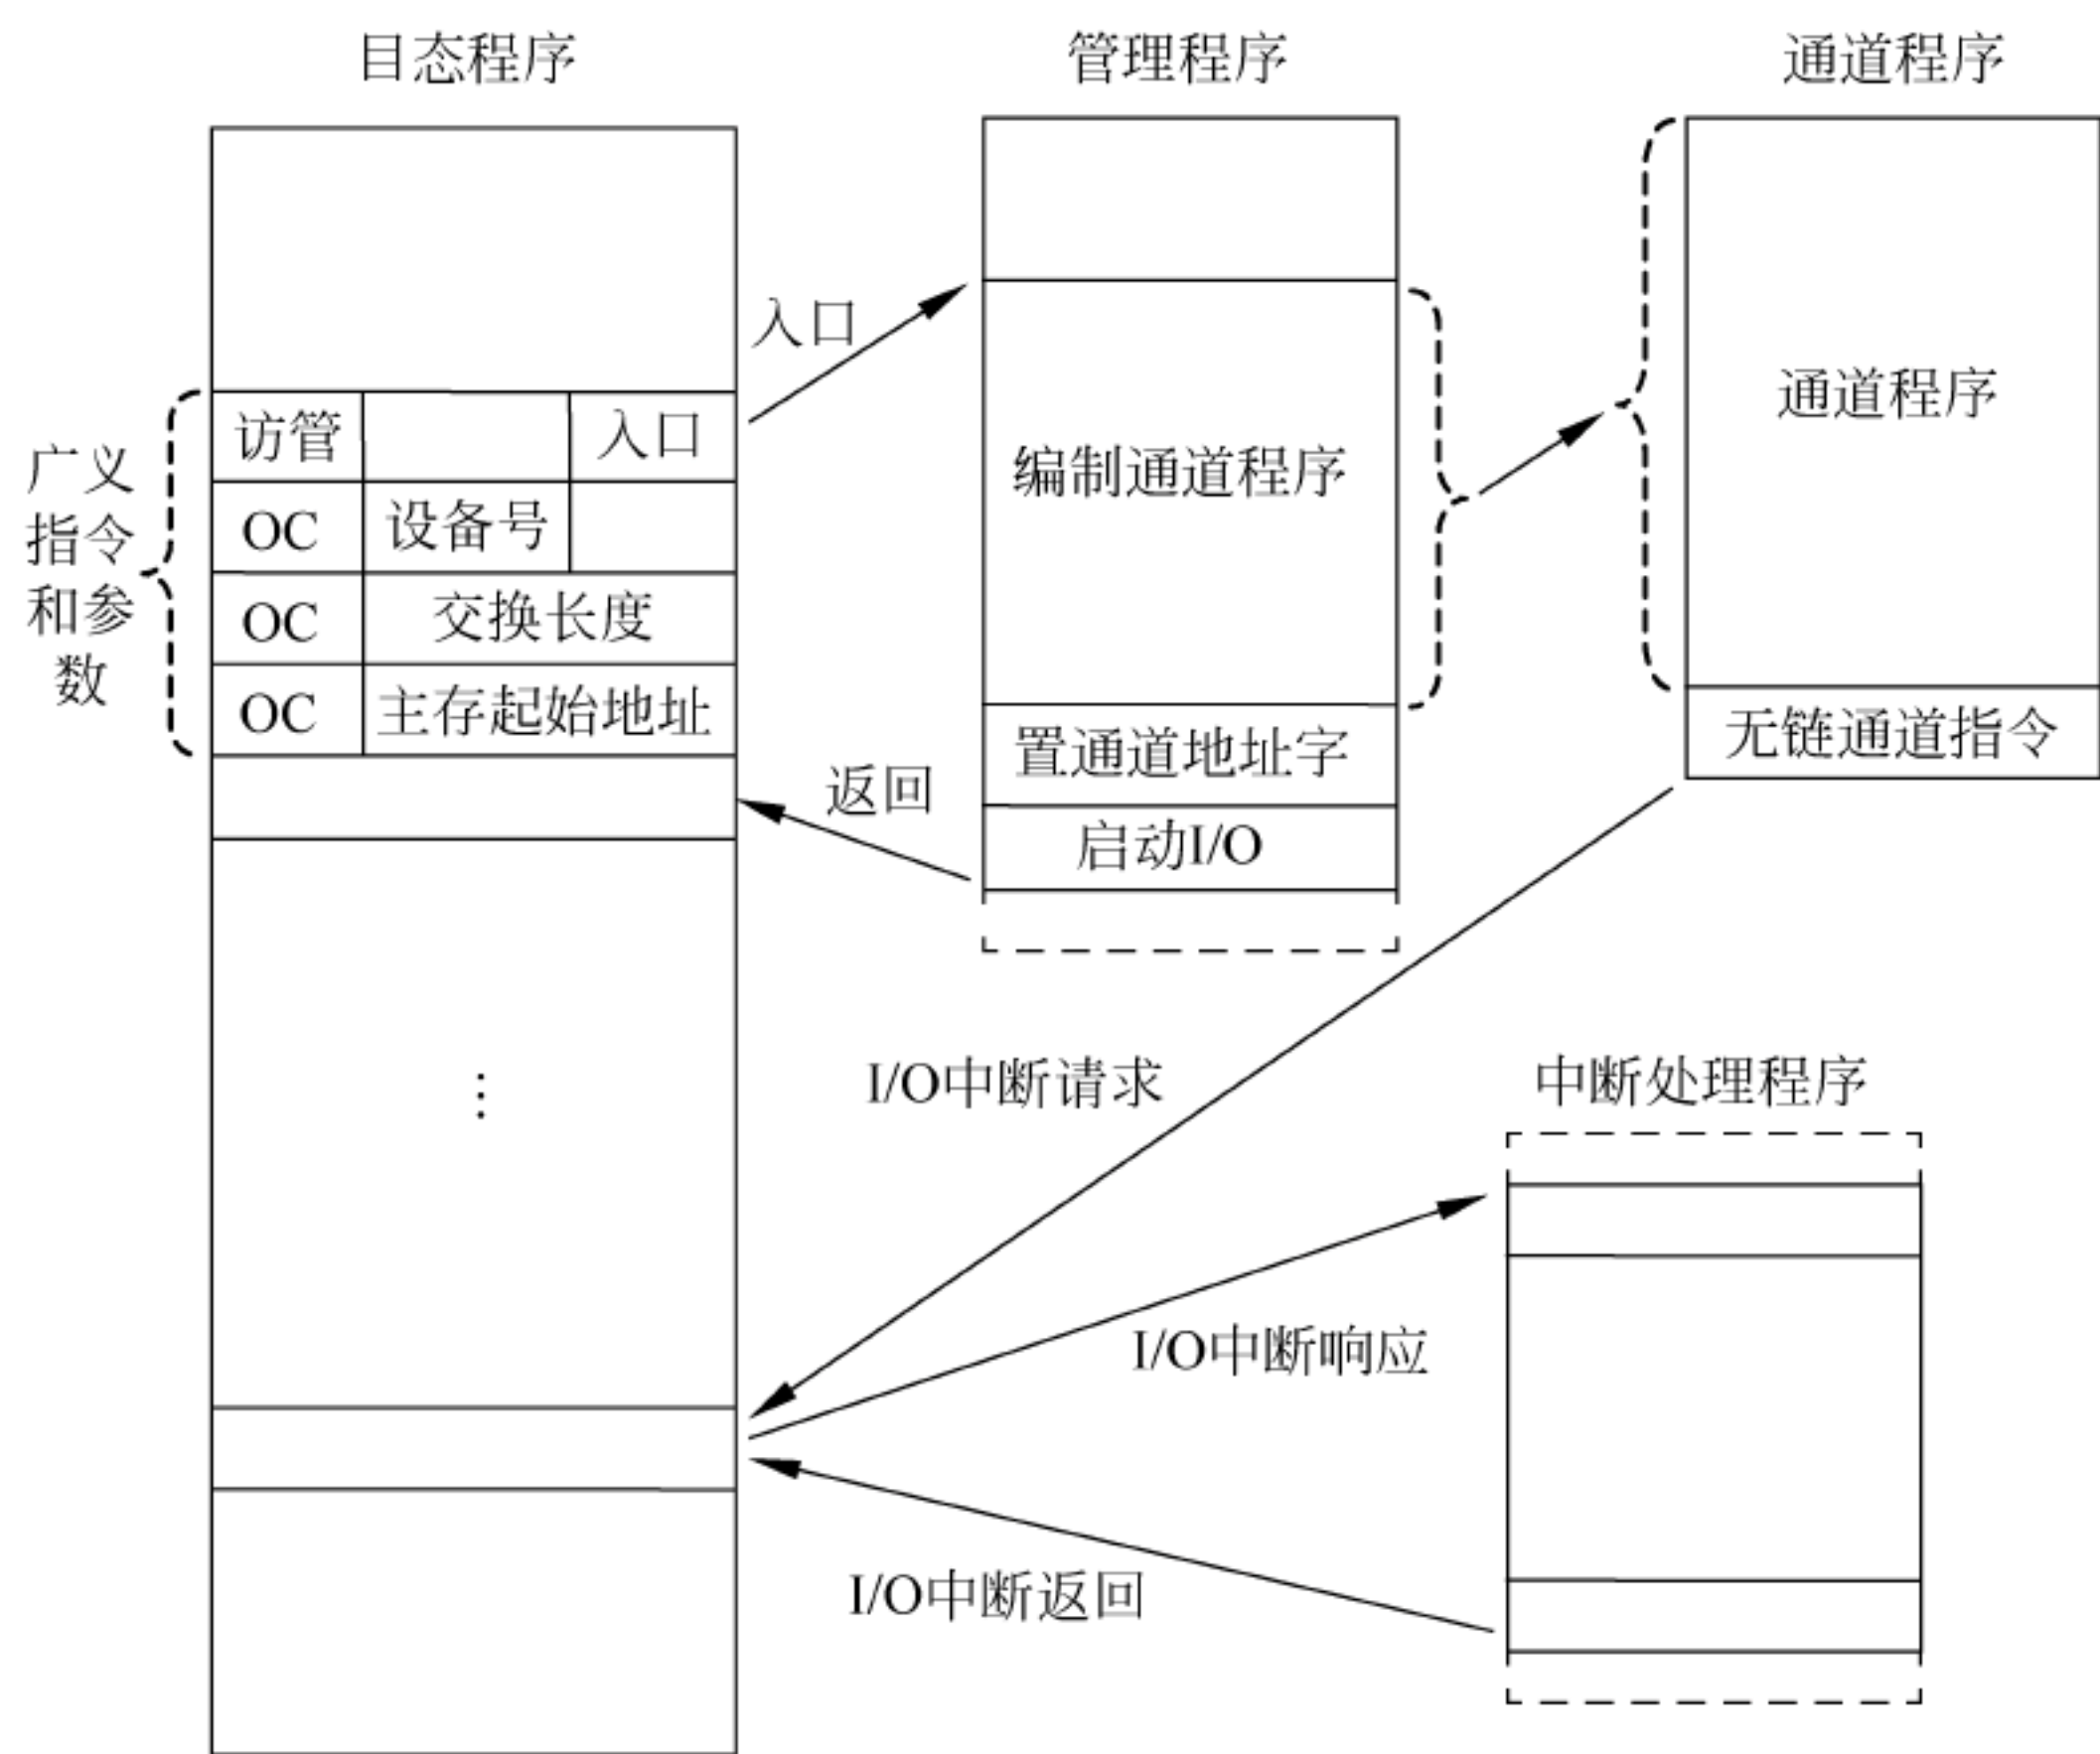 目态程序
管理程序
通道程序
入口
访管
入口
广义
指令
和参
数
OC
设备号
OC
交换长度
OC
主存起始地址
编制通道程序
通道程序
置通道地址字
无链通道指令
返回
启动I/O
I/O中断请求
中断处理程序
⋮
I/O中断响应
I/O中断返回